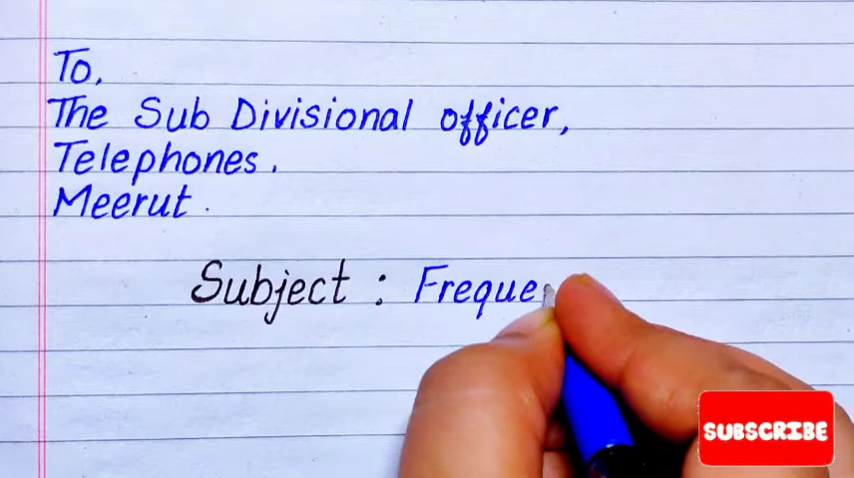 To,
The Sub Divisional officer,
Telephones.
Meerut.
Subject : Freque
SUBSCRIBE